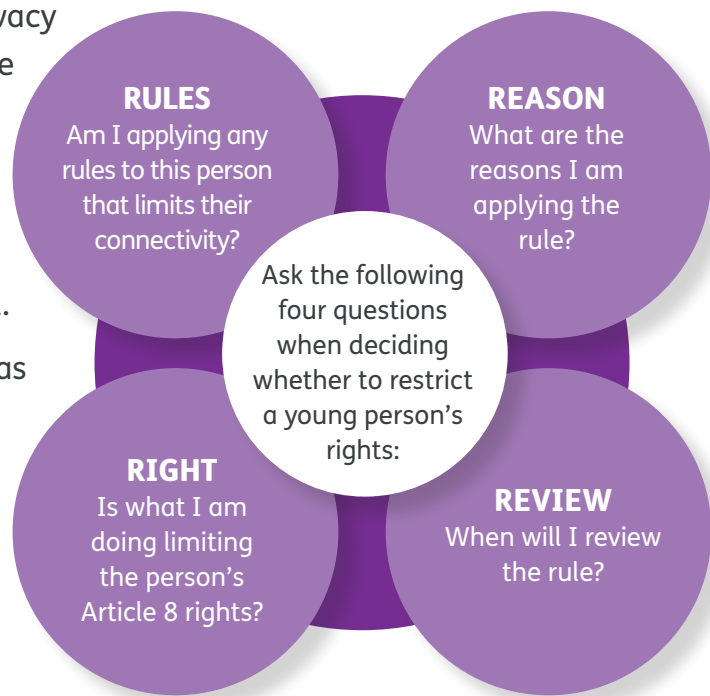 vacy
e
.
as
RULES
Am I applying any
rules to this person
that limits their
connectivity?
REASON
What are the
reasons I am
applying the
rule?
Ask the following
four questions
when deciding
whether to restrict
a young person’s
rights:
RIGHT
Is what I am
doing limiting
the person’s
Article 8 rights?
REVIEW
When will I review
the rule?